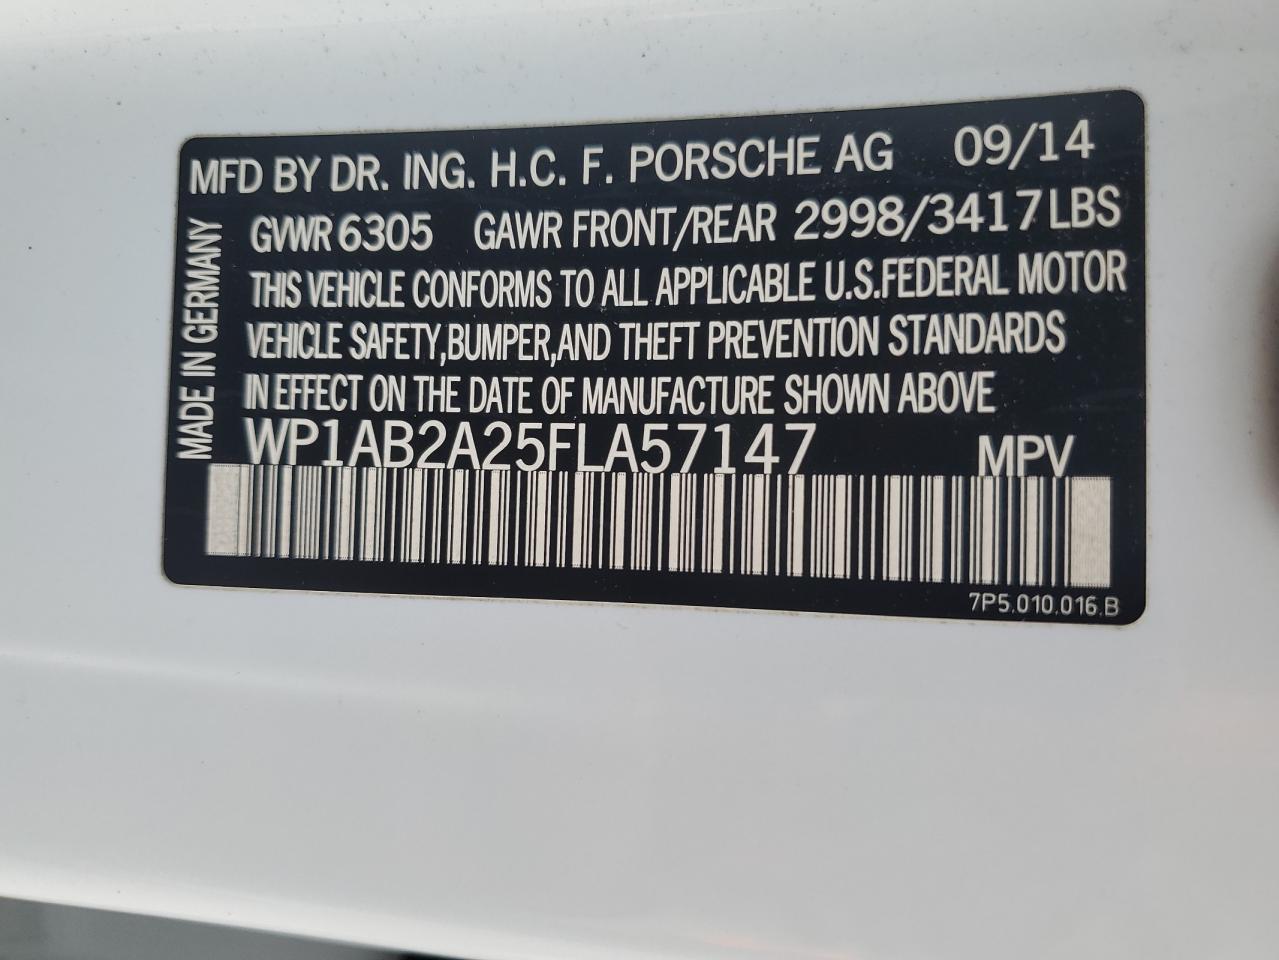 MFD BY DR. ING. H.C. F. PORSCHE AG 09/14
GVWR 6305 GAWR FRONT/REAR 2998/3417LBS
THIS VEHICLE CONFORMS TO ALL APPLICABLE U.S.FEDERAL MOTOR
VEHICLE SAFETY,BUMPER,AND THEFT PREVENTION STANDARDS
IN EFFECT ON THE DATE OF MANUFACTURE SHOWN ABOVE
WP1AB2A25FLA57147 MPV
7P5.010.016.B
MADE IN GERMANY